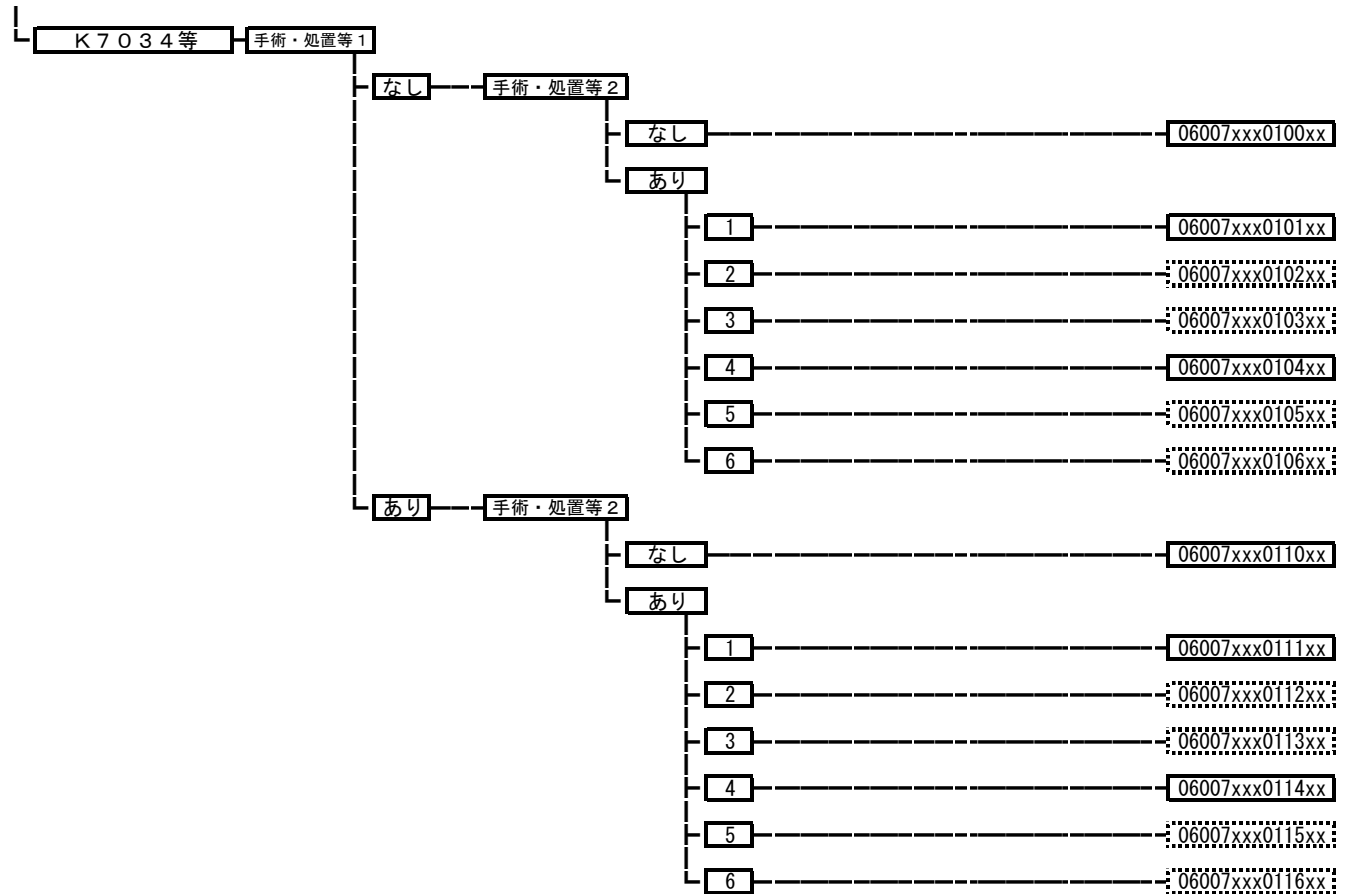 K7034等 手術・処置等1
なし 手術・処置等2
なし 06007xxx0100xx
あり
1 06007xxx0101xx
2 06007xxx0102xx
3 06007xxx0103xx
4 06007xxx0104xx
5 06007xxx0105xx
6 06007xxx0106xx
あり 手術・処置等2
なし 06007xxx0110xx
あり
1 06007xxx0111xx
2 06007xxx0112xx
3 06007xxx0113xx
4 06007xxx0114xx
5 06007xxx0115xx
6 06007xxx0116xx